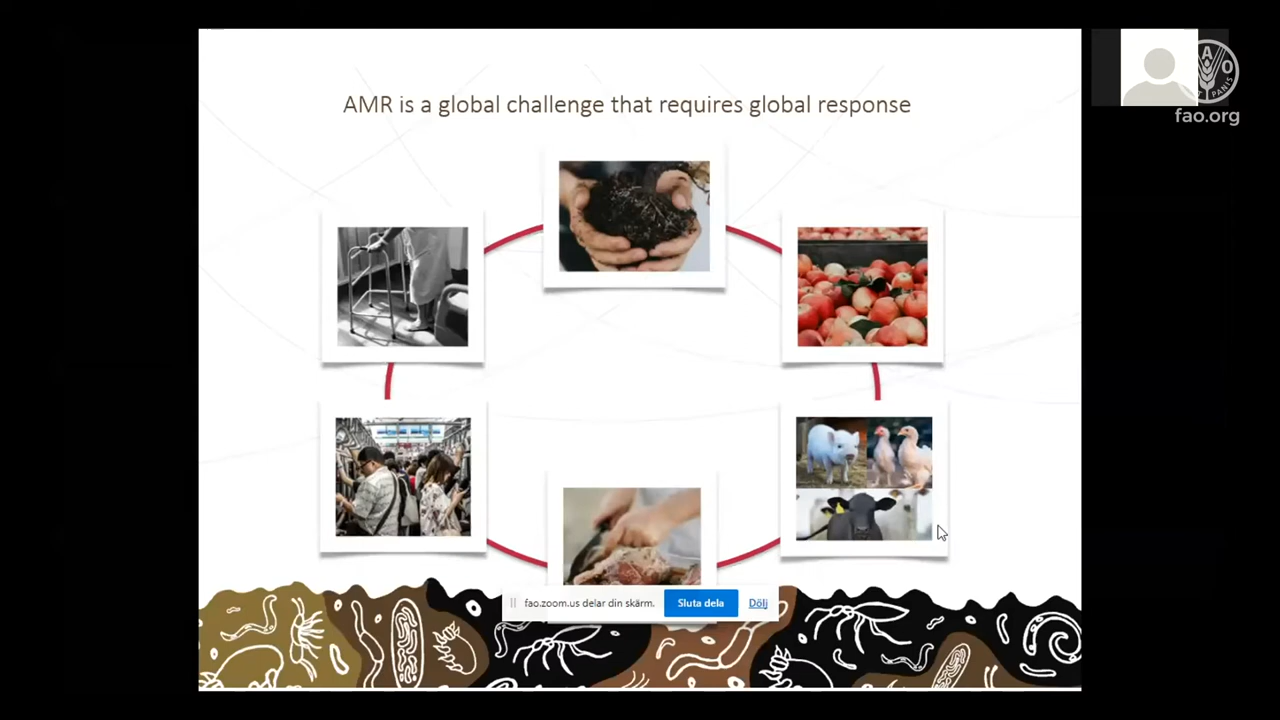 AMR is a global challenge that requires global response
fao.org
fao.zoom.us delar din skärm.
Sluta dela
Dölj